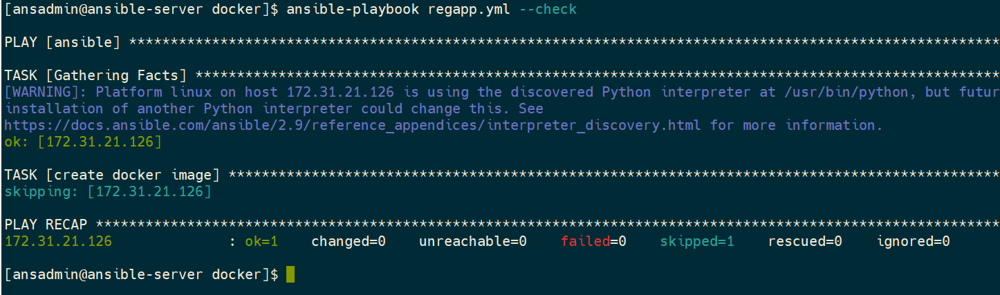 [ansadmin@ansible-server docker]$ ansible-playbook regapp.yml --check
PLAY [ansible] *********************************************************************************************************
TASK [Gathering Facts] *************************************************************************************************
[WARNING]: Platform linux on host 172.31.21.126 is using the discovered Python interpreter at /usr/bin/python, but futur
installation of another Python interpreter could change this. See
https://docs.ansible.com/ansible/2.9/reference_appendices/interpreter_discovery.html for more information.
ok: [172.31.21.126]
TASK [create docker image] *********************************************************************************************
skipping: [172.31.21.126]
PLAY RECAP *************************************************************************************************************
172.31.21.126              : ok=1    changed=0    unreachable=0    failed=0    skipped=1    rescued=0    ignored=0
[ansadmin@ansible-server docker]$